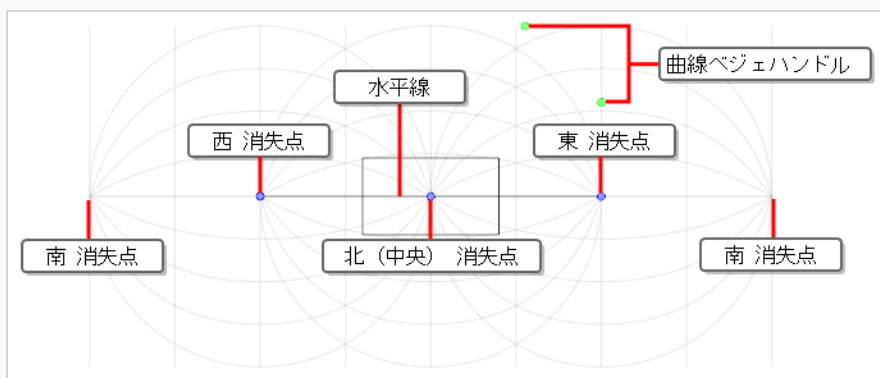 曲線ベジェハンドル
水平線
西 消失点
東 消失点
南 消失点
北（中央） 消失点
南 消失点